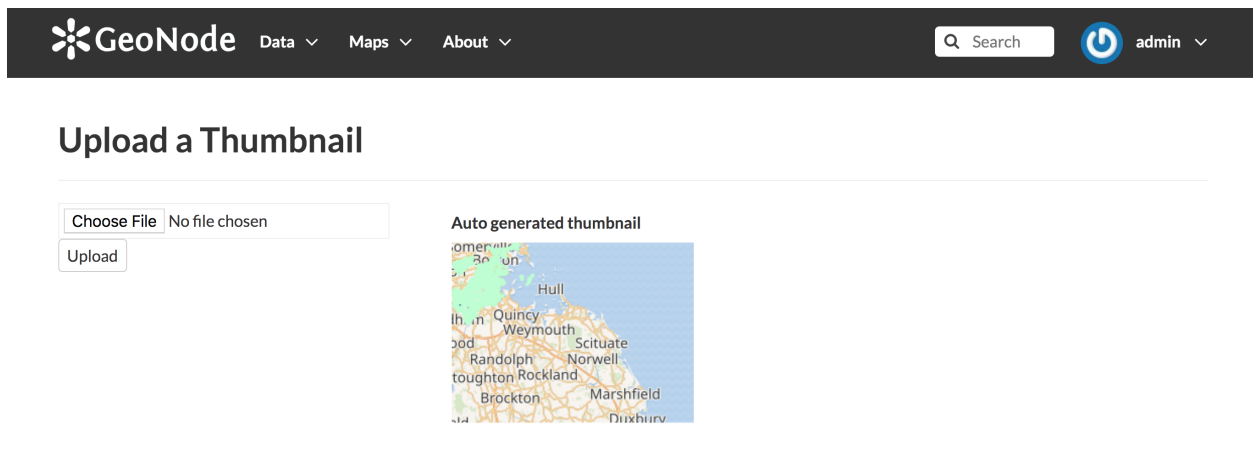 GeoNode Data Maps About Search admin
Upload a Thumbnail
Choose File No file chosen
Upload
Auto generated thumbnail
Hull
Quincy
Weymouth
Scituate
Randolph Norwell
Rockland
Brockton Marshfield
Duxbury